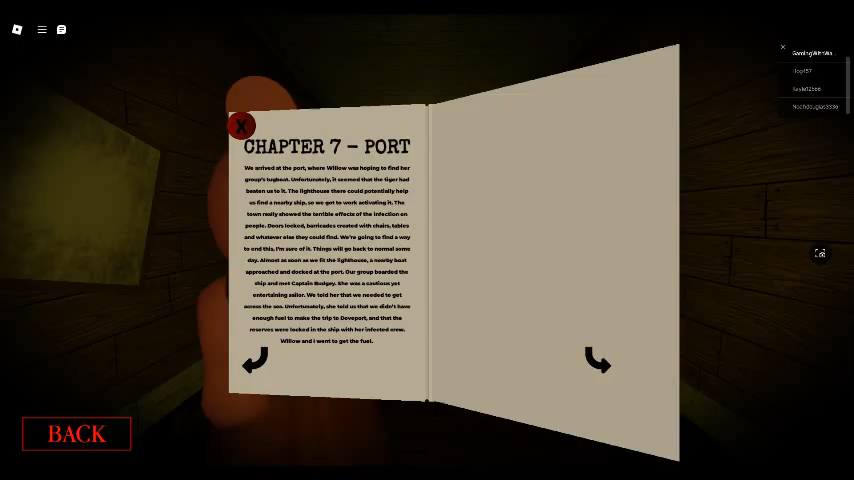 GamingWithWa...
Kayle12566
Noahdouglas3336
X
CHAPTER 7 - PORT
We arrived at the port, where Willow was hoping to find her
group's tugboat. Unfortunately, it seemed that the tiger had
beaten us to it. The lighthouse there could potentially help
us find a nearby ship, so we got to work activating it. The
town really showed the terrible effects of the infection on
people. Doors locked, barricades created with chairs, tables
and whatever else they could find. We're going to find a way
to end this, I'm sure of it. Things will go back to normal some
day. Almost as soon as we fit the lighthouse, a nearby boat
approached and docked at the port. Our group boarded the
ship and met Captain Budgey. She was a cautious yet
entertaining sailor. We told her that we needed to get
across the sea. Unfortunately, she told us that we didn't have
enough fuel to make the trip to Doveport, and that the
reserves were locked in the ship with her infected crew.
Willow and I went to get the fuel.
BACK